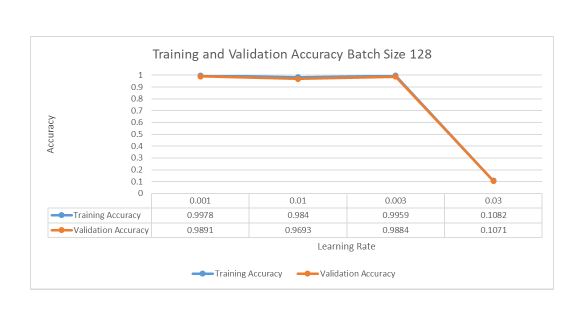 Training and Validation Accuracy Batch Size 128
1
0.9
0.8
0.7
0.6
0.5
0.4
0.3
0.2
0.1
0
Accuracy
0.001 0.01 0.003 0.03
Training Accuracy 0.9978 0.984 0.9959 0.1082
Validation Accuracy 0.9891 0.9693 0.9884 0.1071
Learning Rate
Training Accuracy Validation Accuracy